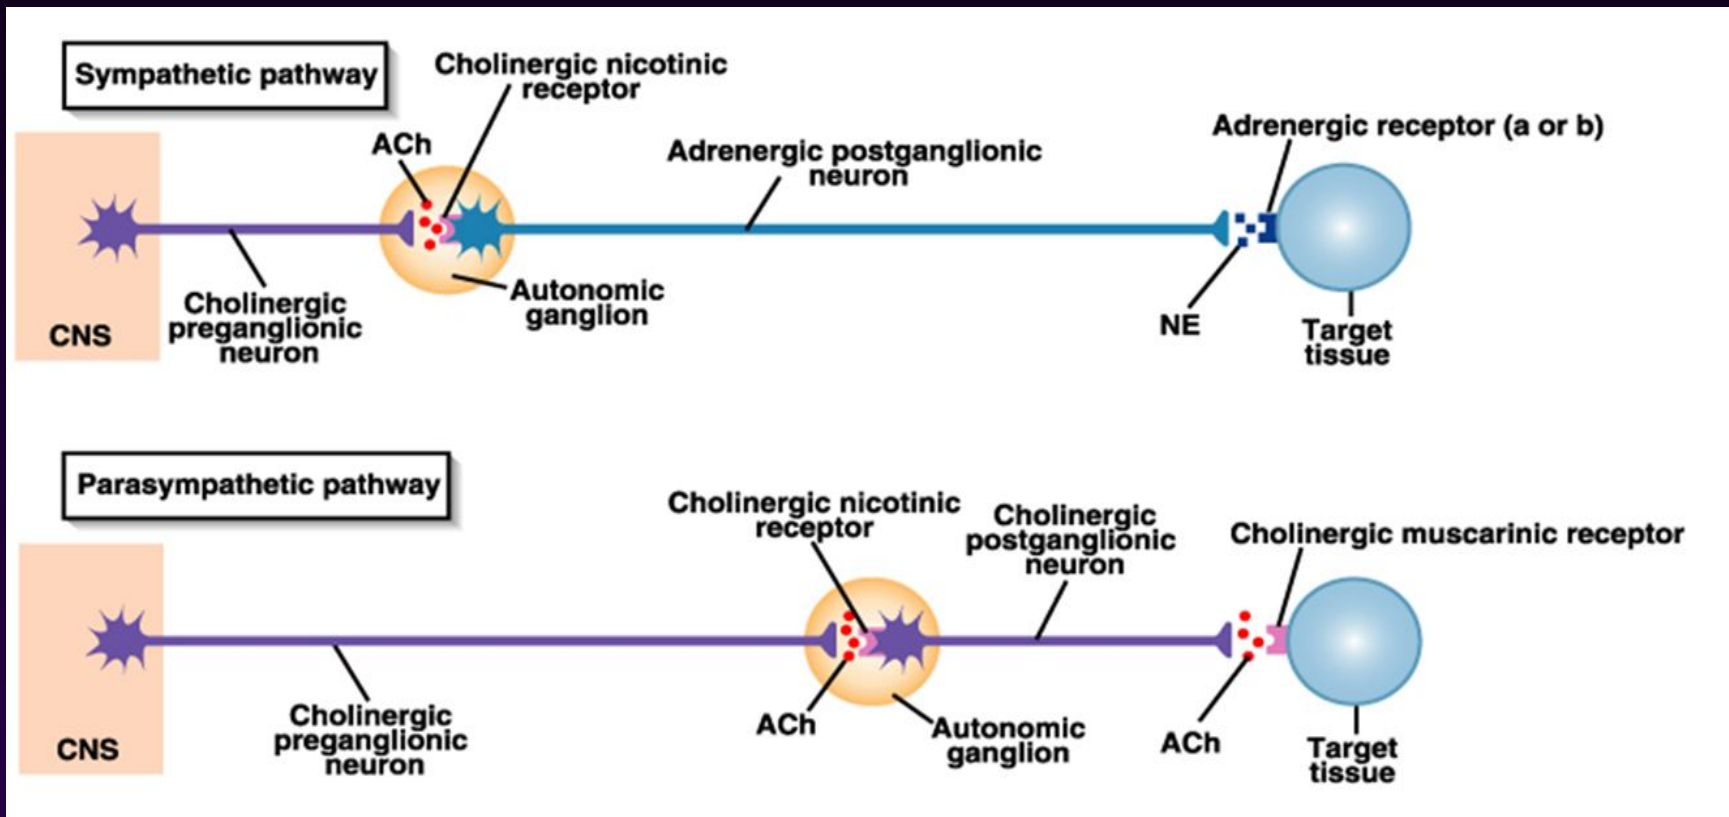 Sympathetic pathway
Cholinergic nicotinic
receptor
ACh
Adrenergic postganglionic
neuron
Adrenergic receptor (a or b)
Cholinergic
preganglionic
neuron
CNS
Autonomic
ganglion
NE
Target
tissue
Parasympathetic pathway
Cholinergic nicotinic
receptor
Cholinergic
postganglionic
neuron
Cholinergic muscarinic receptor
Cholinergic
preganglionic
neuron
CNS
ACh
Autonomic
ganglion
ACh
Target
tissue